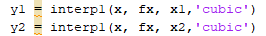 y1 = interp1(x, fx, x1,'cubic')
y2 = interp1(x, fx, x2,'cubic')